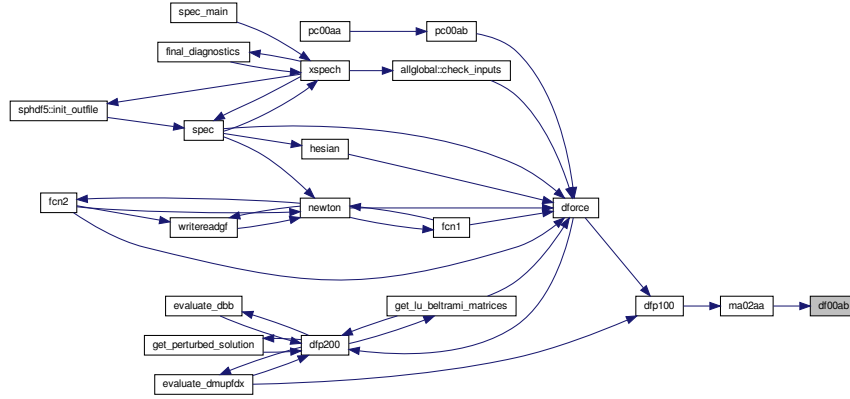 spec_main
pc00aa
pc00ab
final_diagnostics
xspech
allglobal::check_inputs
sphdf5::init_outfile
spec
hesian
fcn2
newton
dforce
writereadgf
fcn1
evaluate_dbb
get_lu_beltrami_matrices
dfp100
ma02aa
df00ab
get_perturbed_solution
dfp200
evaluate_dmupfdx